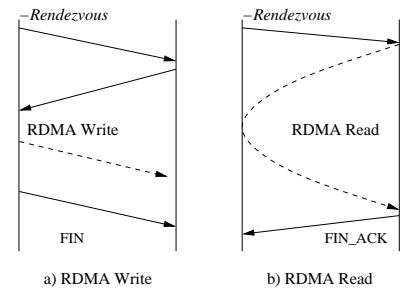 –Rendezvous
–Rendezvous
RDMA Write
RDMA Read
FIN
FIN_ACK
a) RDMA Write
b) RDMA Read